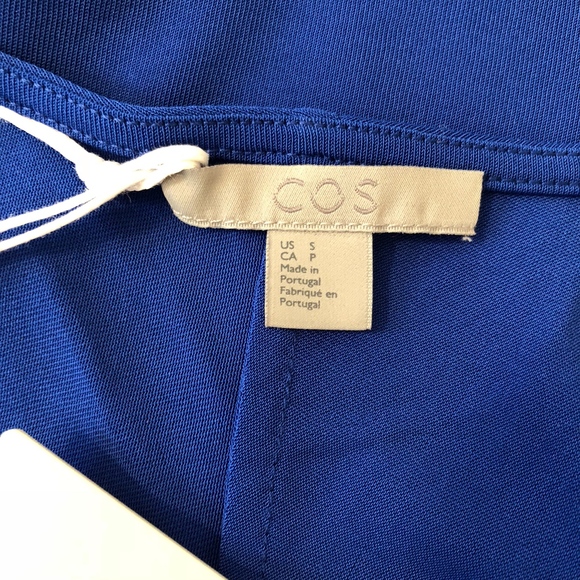 COS
US S
CA P
Made in
Portugal
Fabriqué en
Portugal